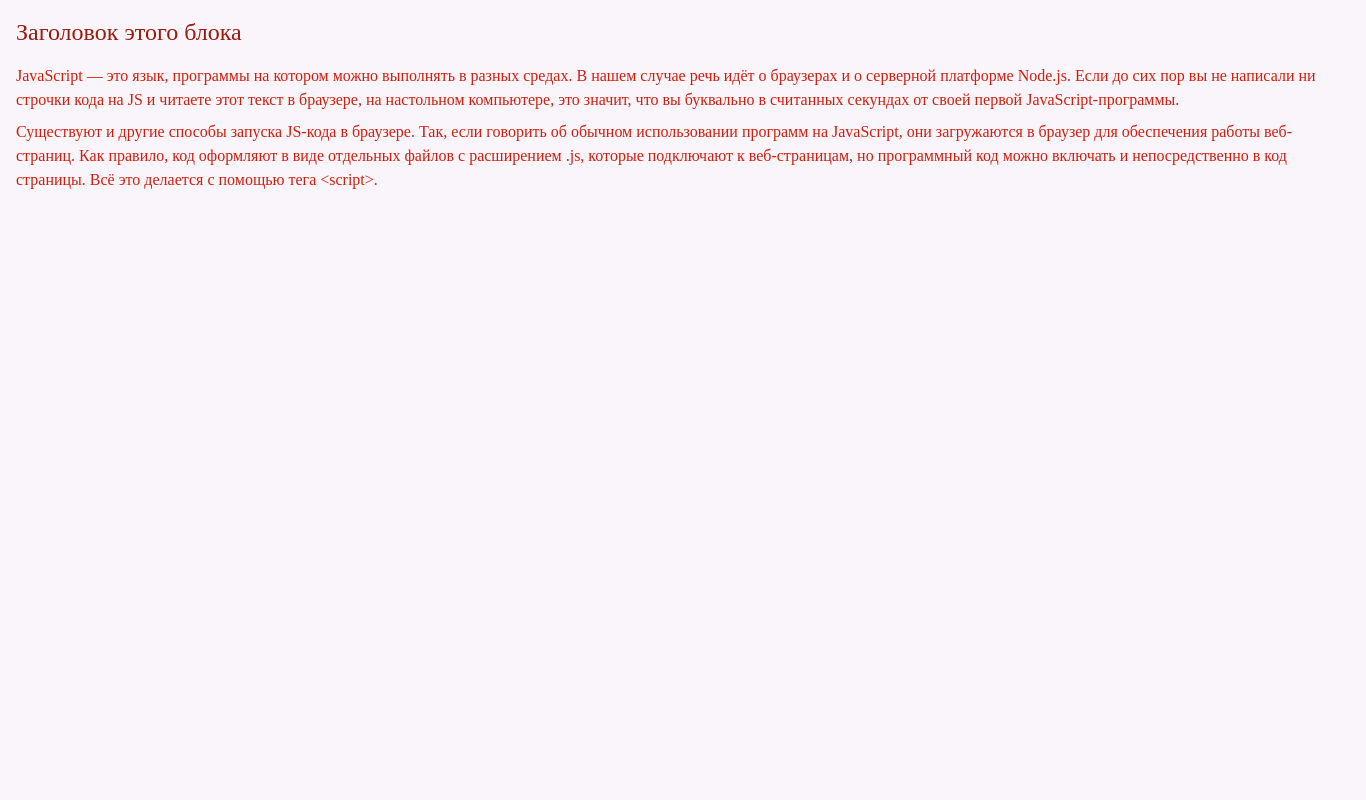 Заголовок этого блока
JavaScript — это язык, программы на котором можно выполнять в разных средах. В нашем случае речь идёт о браузерах и о серверной платформе Node.js. Если до сих пор вы не написали ни
строчки кода на JS и читаете этот текст в браузере, на настольном компьютере, это значит, что вы буквально в считанных секундах от своей первой JavaScript-программы.
Существуют и другие способы запуска JS-кода в браузере. Так, если говорить об обычном использовании программ на JavaScript, они загружаются в браузер для обеспечения работы веб-
страниц. Как правило, код оформляют в виде отдельных файлов с расширением .js, которые подключают к веб-страницам, но программный код можно включать и непосредственно в код
страницы. Всё это делается с помощью тега <script>.